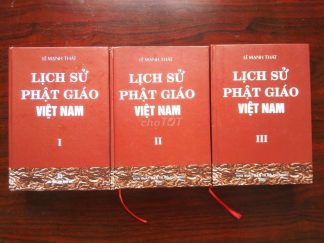 LÊ MẠNH THÁT
LỊCH SỬ
PHẬT GIÁO
VIỆT NAM
I
LÊ MẠNH THÁT
LỊCH SỬ
PHẬT GIÁO
VIỆT NAM
II
LÊ MẠNH THÁT
LỊCH SỬ
PHẬT GIÁO
VIỆT NAM
III
choTỐT